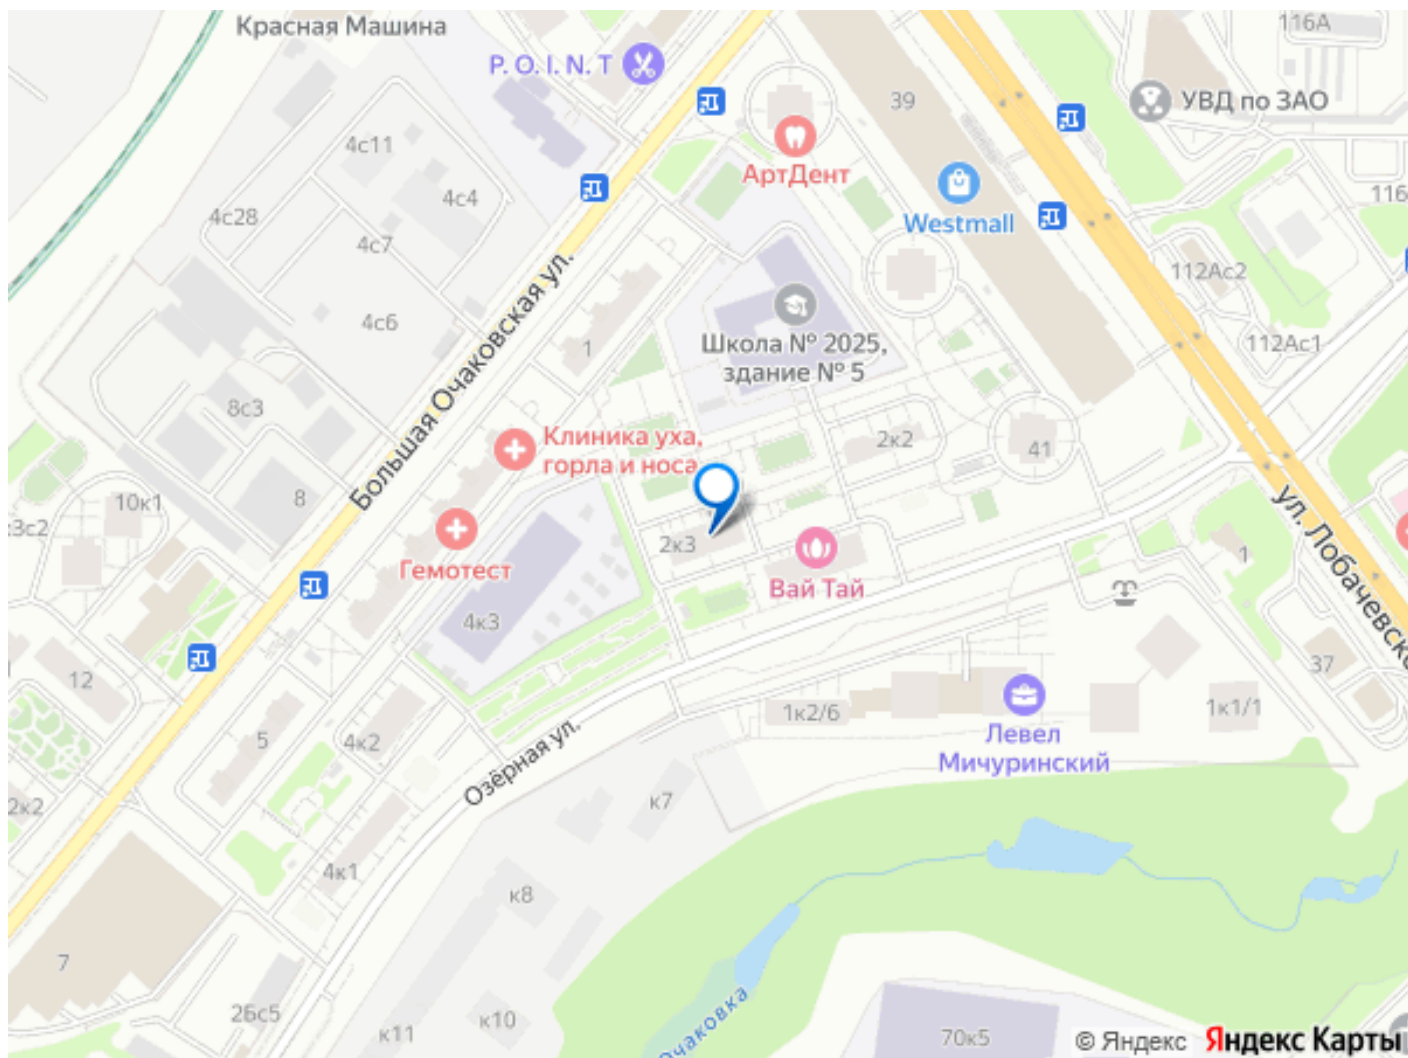 Красная Машина
P. O. I. N. T
39
116А
УВД по ЗАО
4с11
АртДент
4с4
4с28
4с7
Westmall
116
112Ас2
4с6
1
Школа № 2025,
здание № 5
112Ас1
Большая Очаковская ул.
8с3
Клиника уха,
горла и носа
2к2
41
10к1
8
3с2
ул. Лобачевско
2к3
Гемотест
Вай Тай
1
4к3
37
12
1к2/6
1к1/1
5
4к2
Левел
Мичуринский
Озёрная ул.
2к2
к7
4к1
к8
7
26с5
к11
к10
Очаковка
70к5
© Яндекс Яндекс Карты